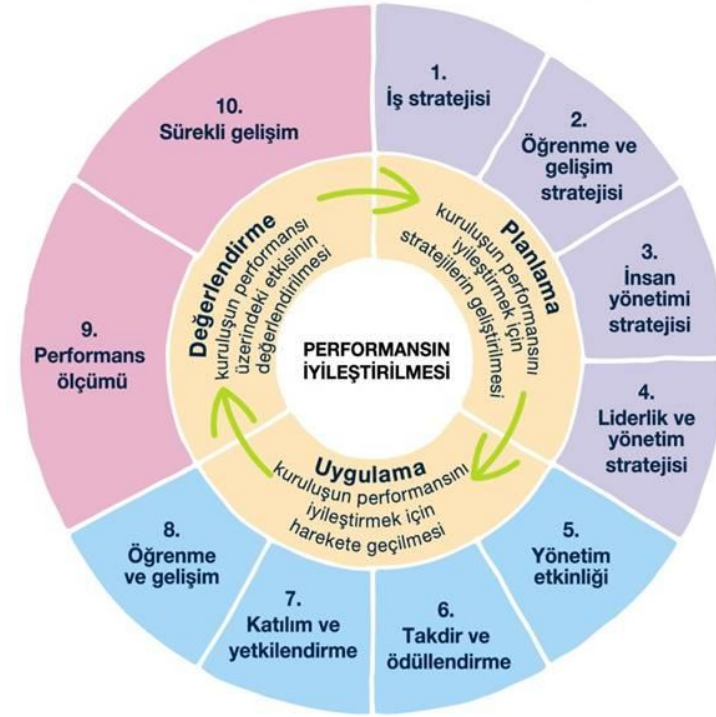 1.
İş stratejisi
2.
Öğrenme ve
gelişim
stratejisi
3.
İnsan
yönetimi
stratejisi
4.
Liderlik ve
yönetim
stratejisi
5.
Yönetim
etkinliği
6.
Takdir ve
ödüllendirme
7.
Katılım ve
yetkilendirme
8.
Öğrenme
ve gelişim
9.
Performans
ölçümü
10.
Sürekli gelişim
Planlama
kuruluşun performansını
iyileştirmek için
stratejilerin geliştirilmesi
Uygulama
kuruluşun performansını
iyileştirmek için
harekete geçilmesi
Değerlendirme
kuruluşun performansı
üzerindeki etkisinin
değerlendirilmesi
PERFORMANSIN
İYİLEŞTİRİLMESİ